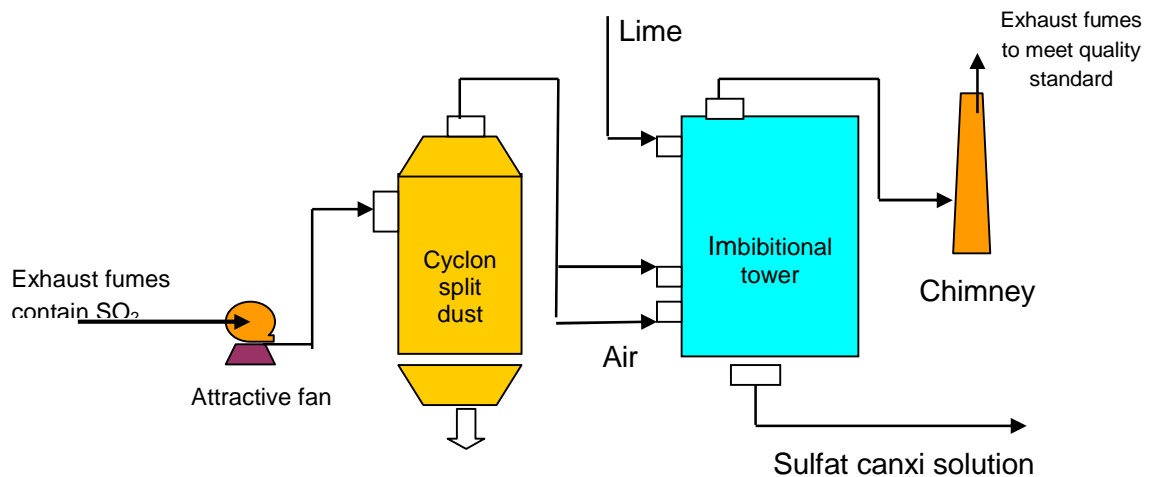 Exhaust fumes
contain SO₂
Attractive fan
Cyclon
split
dust
Lime
Air
Imbibitional
tower
Sulfat canxi solution
Exhaust fumes
to meet quality
standard
Chimney